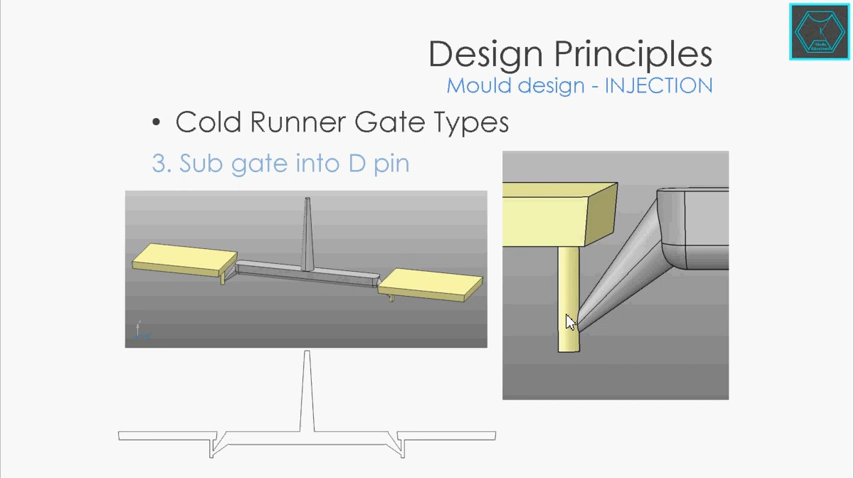 Design Principles
Mould design - INJECTION
• Cold Runner Gate Types
3. Sub gate into D pin